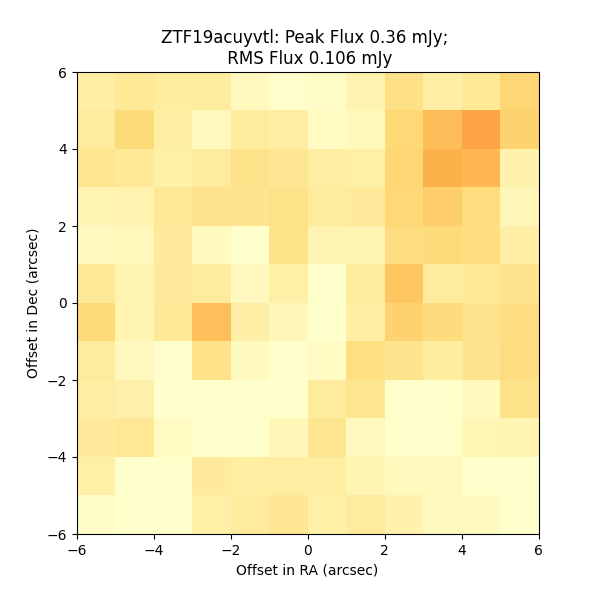 ZTF19acuyvtl: Peak Flux 0.36 mJy;
RMS Flux 0.106 mJy
6
4
2
0
−2
−4
−6
Offset in Dec (arcsec)
−6 −4 −2 0 2 4 6
Offset in RA (arcsec)